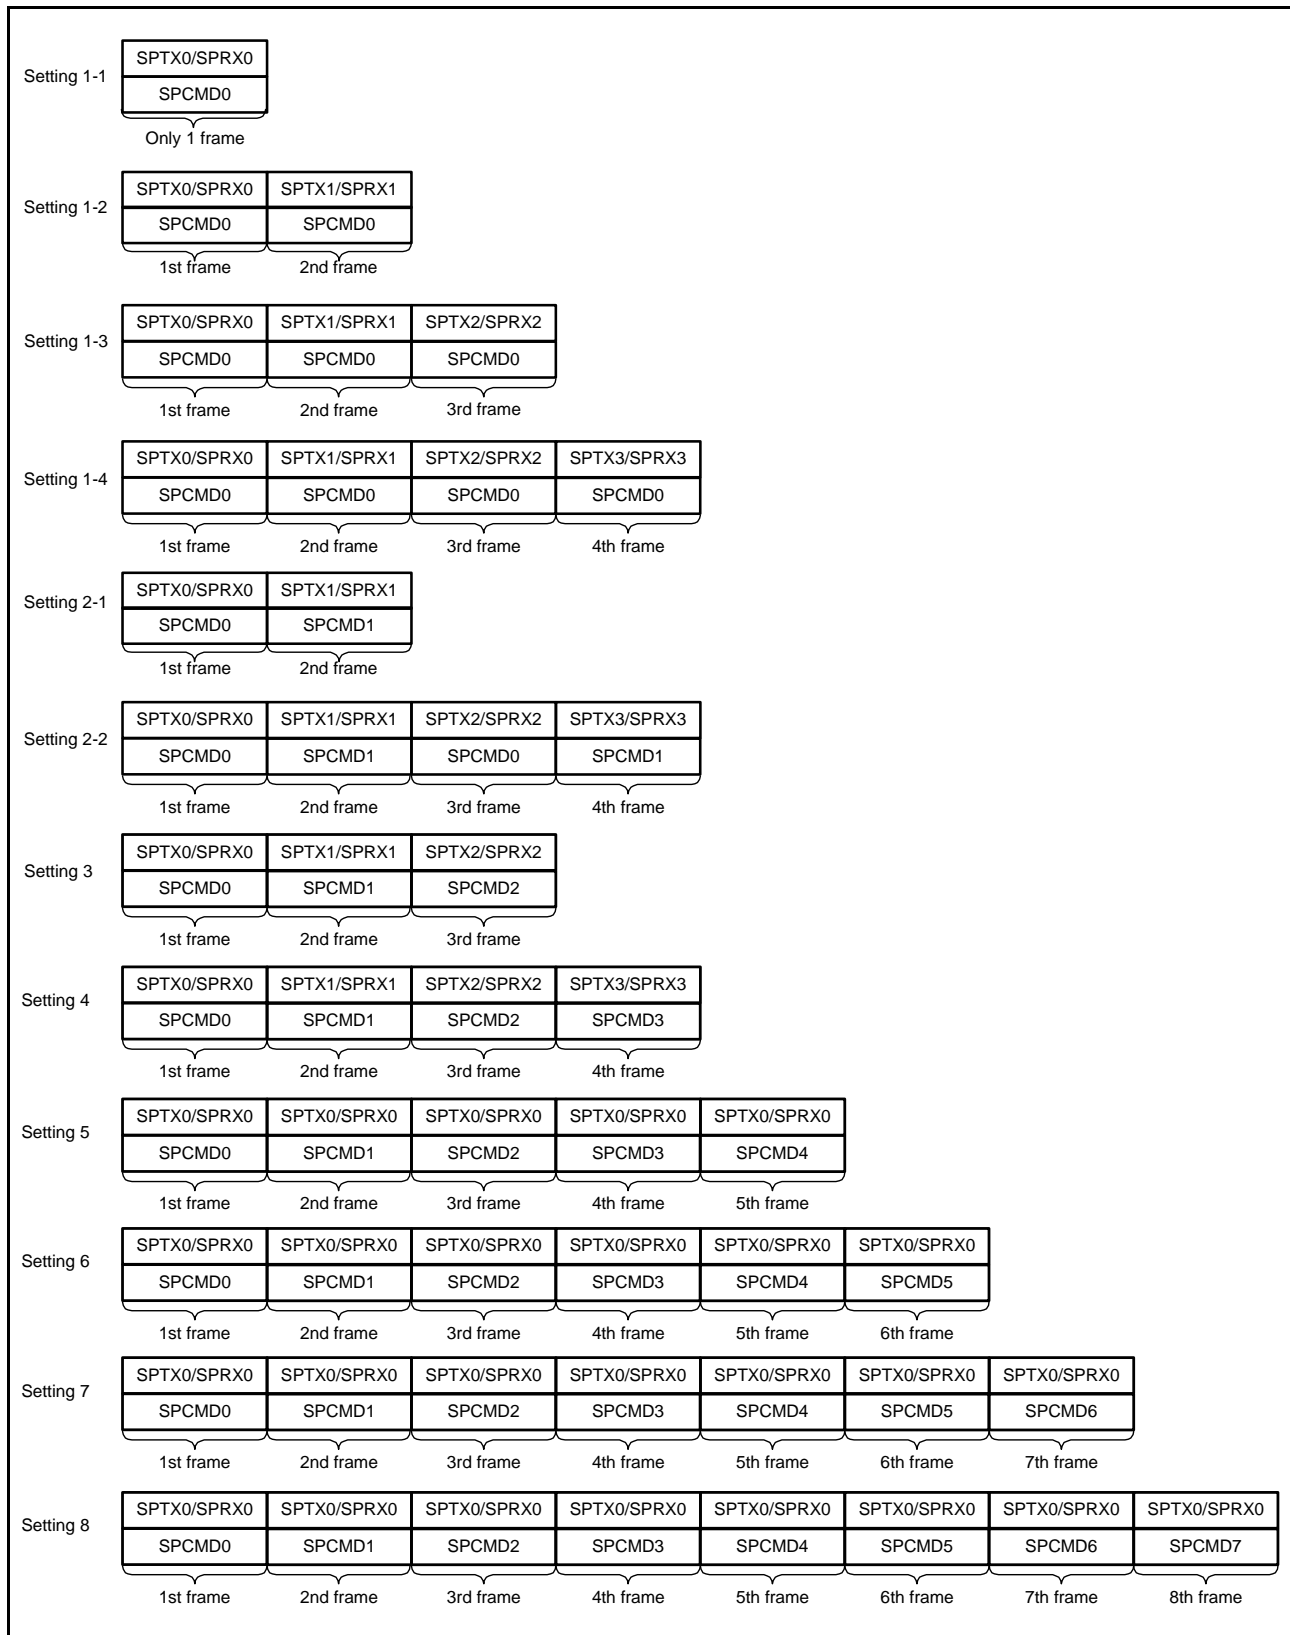 SPTX0/SPRX0
Setting 1-1
SPCMD0
Only 1 frame
SPTX0/SPRX0 SPTX1/SPRX1
Setting 1-2
SPCMD0 SPCMD0
1st frame 2nd frame
SPTX0/SPRX0 SPTX1/SPRX1 SPTX2/SPRX2
Setting 1-3
SPCMD0 SPCMD0 SPCMD0
1st frame 2nd frame 3rd frame
SPTX0/SPRX0 SPTX1/SPRX1 SPTX2/SPRX2 SPTX3/SPRX3
Setting 1-4
SPCMD0 SPCMD0 SPCMD0 SPCMD0
1st frame 2nd frame 3rd frame 4th frame
SPTX0/SPRX0 SPTX1/SPRX1
Setting 2-1
SPCMD0 SPCMD1
1st frame 2nd frame
SPTX0/SPRX0 SPTX1/SPRX1 SPTX2/SPRX2 SPTX3/SPRX3
Setting 2-2
SPCMD0 SPCMD1 SPCMD0 SPCMD1
1st frame 2nd frame 3rd frame 4th frame
SPTX0/SPRX0 SPTX1/SPRX1 SPTX2/SPRX2
Setting 3
SPCMD0 SPCMD1 SPCMD2
1st frame 2nd frame 3rd frame
SPTX0/SPRX0 SPTX1/SPRX1 SPTX2/SPRX2 SPTX3/SPRX3
Setting 4
SPCMD0 SPCMD1 SPCMD2 SPCMD3
1st frame 2nd frame 3rd frame 4th frame
SPTX0/SPRX0 SPTX0/SPRX0 SPTX0/SPRX0 SPTX0/SPRX0 SPTX0/SPRX0
Setting 5
SPCMD0 SPCMD1 SPCMD2 SPCMD3 SPCMD4
1st frame 2nd frame 3rd frame 4th frame 5th frame
SPTX0/SPRX0 SPTX0/SPRX0 SPTX0/SPRX0 SPTX0/SPRX0 SPTX0/SPRX0 SPTX0/SPRX0
Setting 6
SPCMD0 SPCMD1 SPCMD2 SPCMD3 SPCMD4 SPCMD5
1st frame 2nd frame 3rd frame 4th frame 5th frame 6th frame
SPTX0/SPRX0 SPTX0/SPRX0 SPTX0/SPRX0 SPTX0/SPRX0 SPTX0/SPRX0 SPTX0/SPRX0 SPTX0/SPRX0
Setting 7
SPCMD0 SPCMD1 SPCMD2 SPCMD3 SPCMD4 SPCMD5 SPCMD6
1st frame 2nd frame 3rd frame 4th frame 5th frame 6th frame 7th frame
SPTX0/SPRX0 SPTX0/SPRX0 SPTX0/SPRX0 SPTX0/SPRX0 SPTX0/SPRX0 SPTX0/SPRX0 SPTX0/SPRX0 SPTX0/SPRX0
Setting 8
SPCMD0 SPCMD1 SPCMD2 SPCMD3 SPCMD4 SPCMD5 SPCMD6 SPCMD7
1st frame 2nd frame 3rd frame 4th frame 5th frame 6th frame 7th frame 8th frame